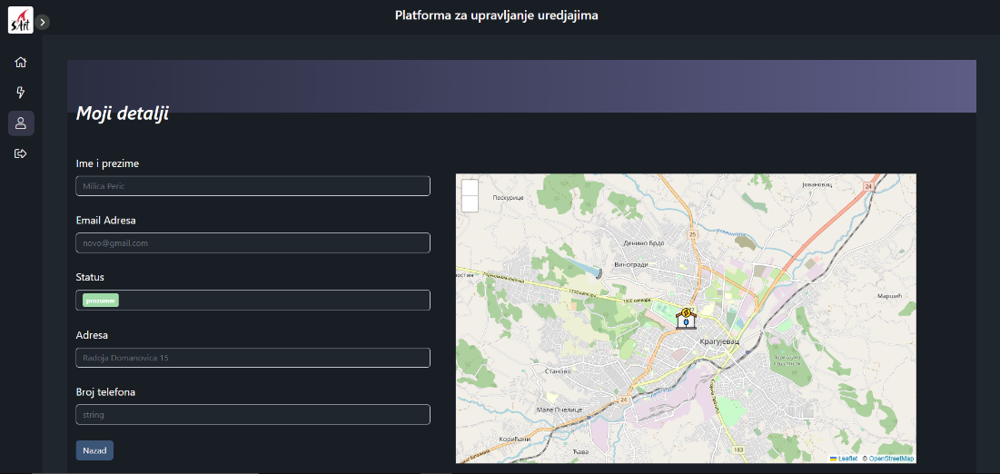 sArt
Platforma za upravljanje uredjajima
Moji detalji
Ime i prezime
Milica Peric
Email Adresa
novo@gmail.com
Status
prozumer
Adresa
Radoja Domanovica 15
Broj telefona
string
Nazad
Јовановац
24
Поскурице
25
Денино Брдо
Виногради
Маршић
Крагујевац
Станово
24
Мале Пчелице
Корићани
Ђава
183
Leaflet | © OpenStreetMap